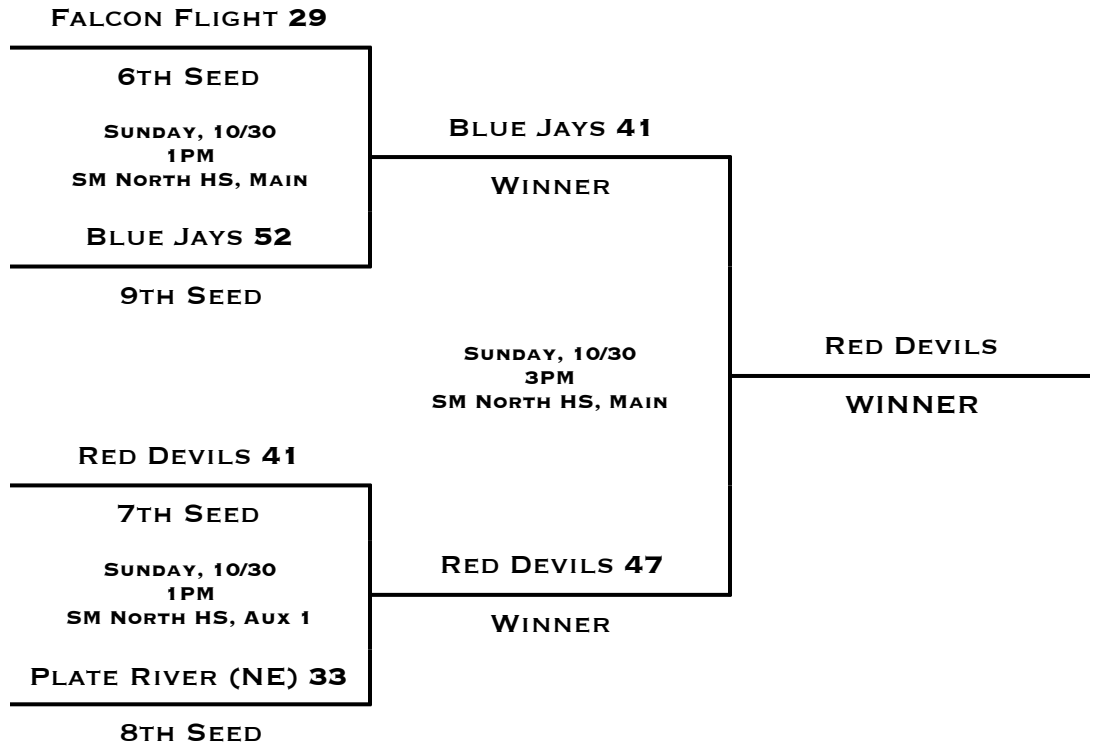 Falcon Flight 29
6th Seed
Sunday, 10/30
1PM
SM North HS, Main
Blue Jays 52
9th Seed
Blue Jays 41
Winner
Sunday, 10/30
3PM
SM North HS, Main
Red Devils
WINNER
Red Devils 41
7th Seed
Sunday, 10/30
1PM
SM North HS, Aux 1
Plate River (NE) 33
8th Seed
Red Devils 47
Winner